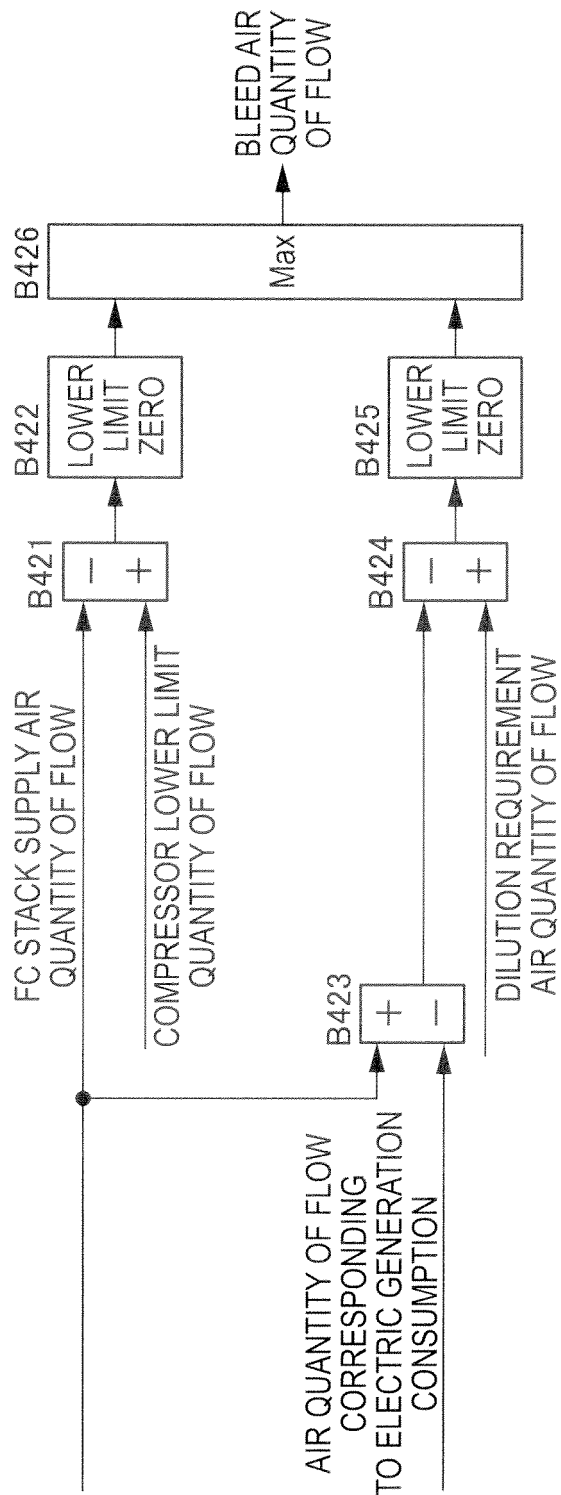 FC STACK SUPPLY AIR
QUANTITY OF FLOW
COMPRESSOR LOWER LIMIT
QUANTITY OF FLOW
B421
−
+
B422
LOWER
LIMIT
ZERO
B426
Max
BLEED AIR
QUANTITY
OF FLOW
AIR QUANTITY OF FLOW
CORRESPONDING
TO ELECTRIC GENERATION
CONSUMPTION
B423
+
−
DILUTION REQUIREMENT
AIR QUANTITY OF FLOW
B424
−
+
B425
LOWER
LIMIT
ZERO